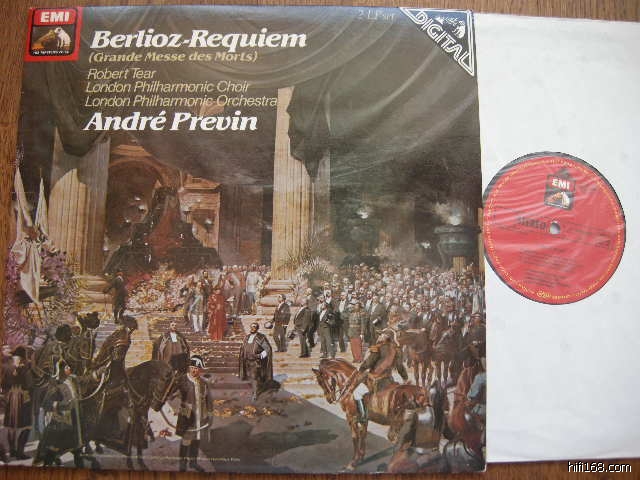 EMI
2 LP set
DIGITAL
Berlioz-Requiem
(Grande Messe des Morts)
Robert Tear
London Philharmonic Choir
London Philharmonic Orchestra
André Previn
EMI
hifi168.com